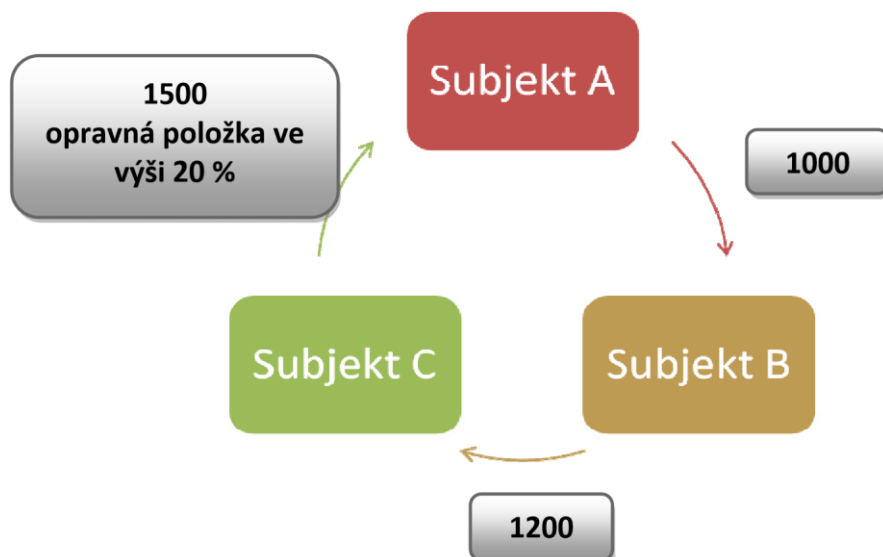 Subjekt A
1500
opravná položka ve
výši 20 %
1000
Subjekt C
Subjekt B
1200